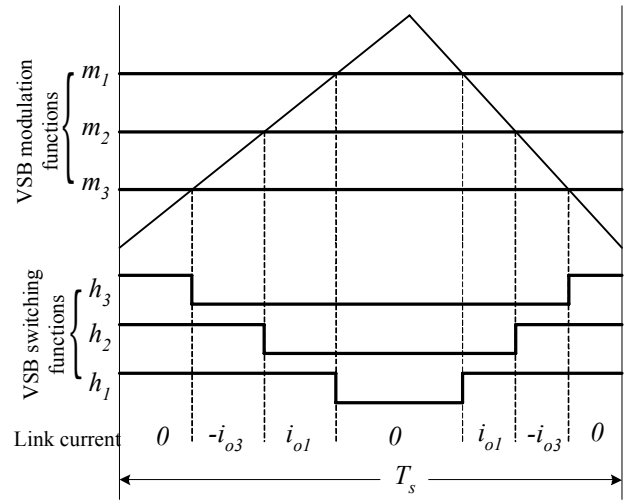 VSB modulation
functions
m1
m2
m3
VSB switching
functions
h3
h2
h1
Link current 0 -io3 io1 0 io1 -io3 0
Ts